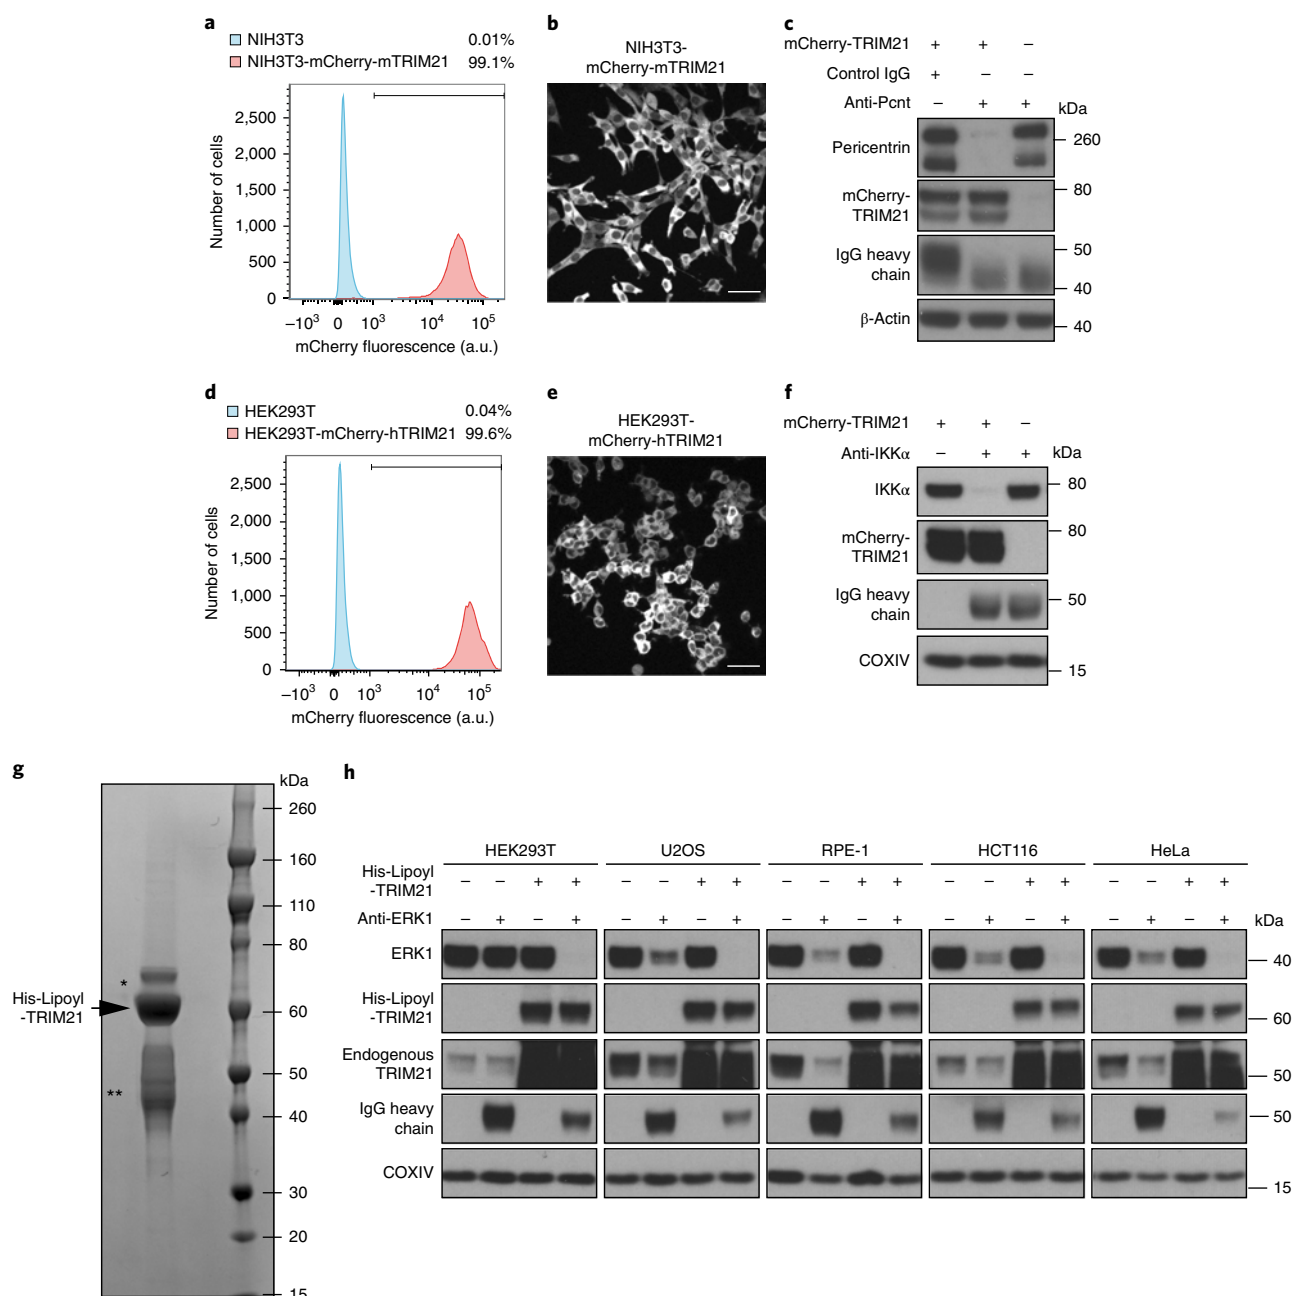 a
NIH3T3 0.01%
NIH3T3-mCherry-mTRIM21 99.1%
Number of cells
2,500
2,000
1,500
1,000
500
0
–10³ 0 10³ 10⁴ 10⁵
mCherry fluorescence (a.u.)
b
NIH3T3-
mCherry-mTRIM21
c
mCherry-TRIM21 + + –
Control IgG + – –
Anti-Pcnt – + + kDa
Pericentrin 260
mCherry-
TRIM21
80
IgG heavy
chain
50
40
β-Actin 40
d
HEK293T 0.04%
HEK293T-mCherry-hTRIM21 99.6%
Number of cells
2,500
2,000
1,500
1,000
500
0
–10³ 0 10³ 10⁴ 10⁵
mCherry fluorescence (a.u.)
e
HEK293T-
mCherry-hTRIM21
f
mCherry-TRIM21 + + –
Anti-IKKα – + + kDa
IKKα 80
mCherry-
TRIM21
80
IgG heavy
chain
50
COXIV 15
g
kDa
260
160
110
80
*
His-Lipoyl
-TRIM21
60
50
**
40
30
20
15
h
HEK293T U2OS RPE-1 HCT116 HeLa
His-Lipoyl
-TRIM21
– – + + – – + + – – + + – – + + – – + +
Anti-ERK1 – + – + – + – + – + – + – + – + – + – + kDa
ERK1 40
His-Lipoyl
-TRIM21
60
Endogenous
TRIM21
50
IgG heavy
chain
50
COXIV 15